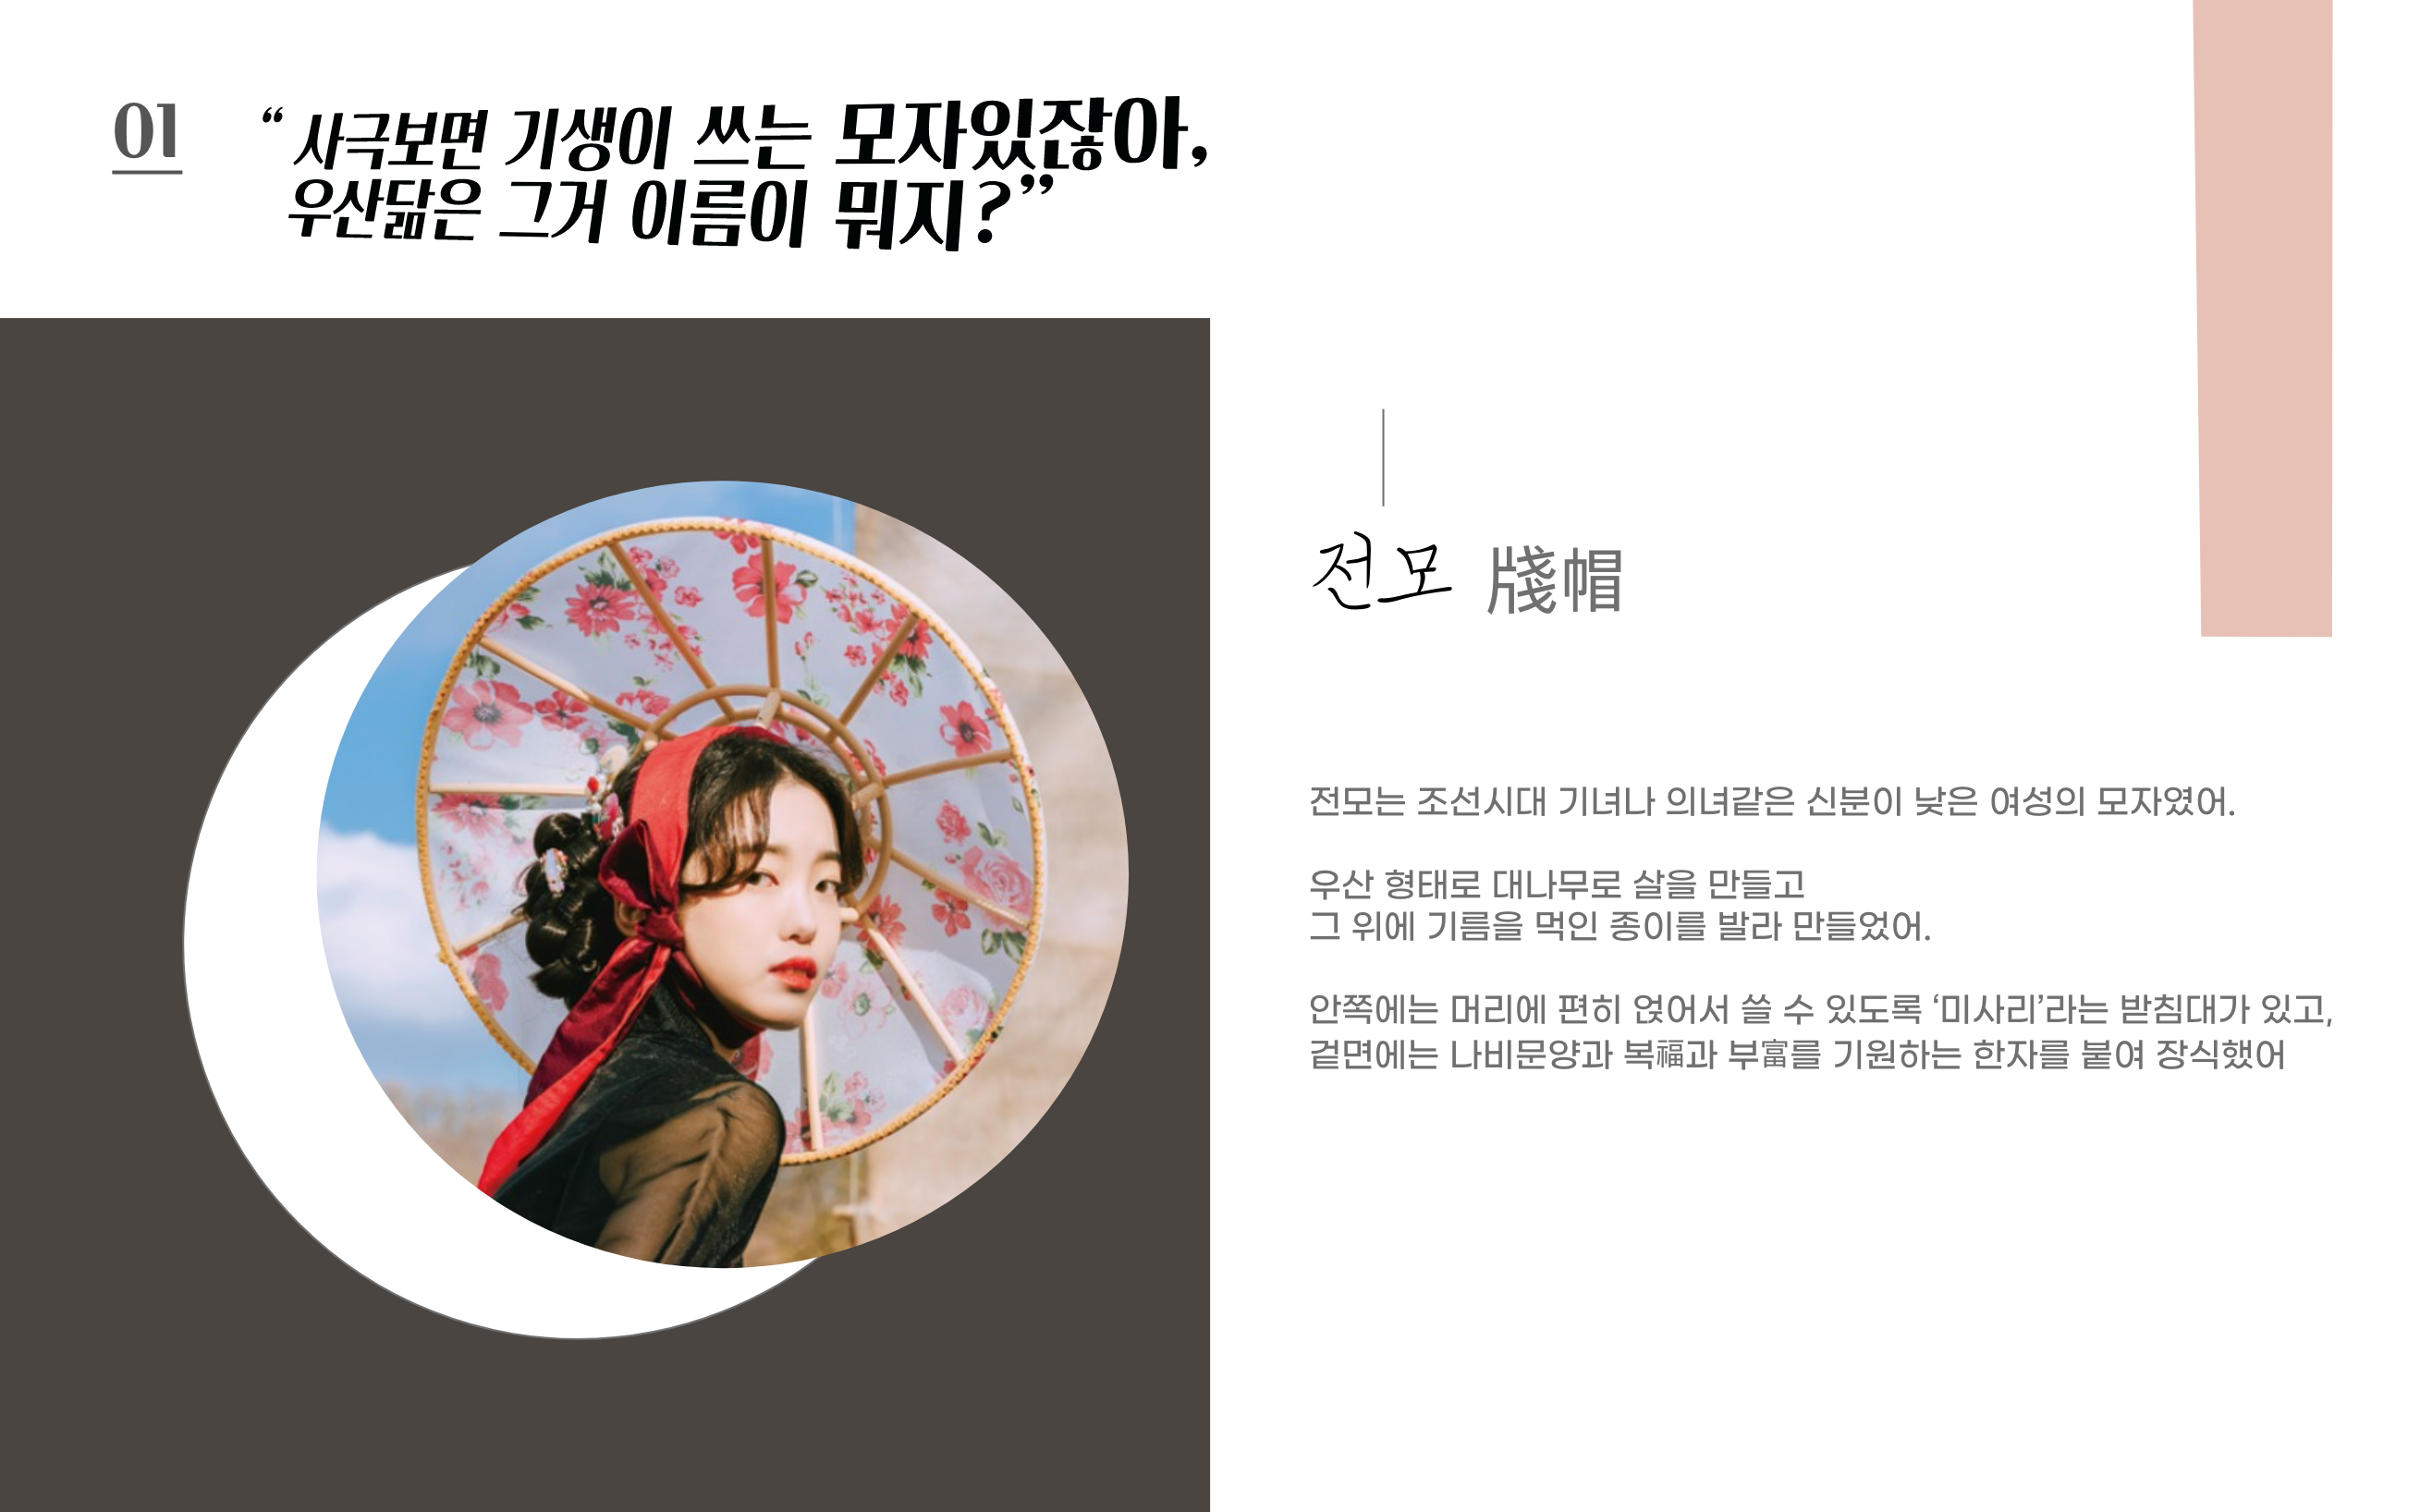 01
“사극보면 기생이 쓰는 모자있잖아,
우산닮은 그거 이름이 뭐지?”
전모 牋帽
전모는 조선시대 기녀나 의녀같은 신분이 낮은 여성의 모자였어.
우산 형태로 대나무로 살을 만들고
그 위에 기름을 먹인 종이를 발라 만들었어.
안쪽에는 머리에 편히 얹어서 쓸 수 있도록 ‘미사리’라는 받침대가 있고,
겉면에는 나비문양과 복福과 부富를 기원하는 한자를 붙여 장식했어